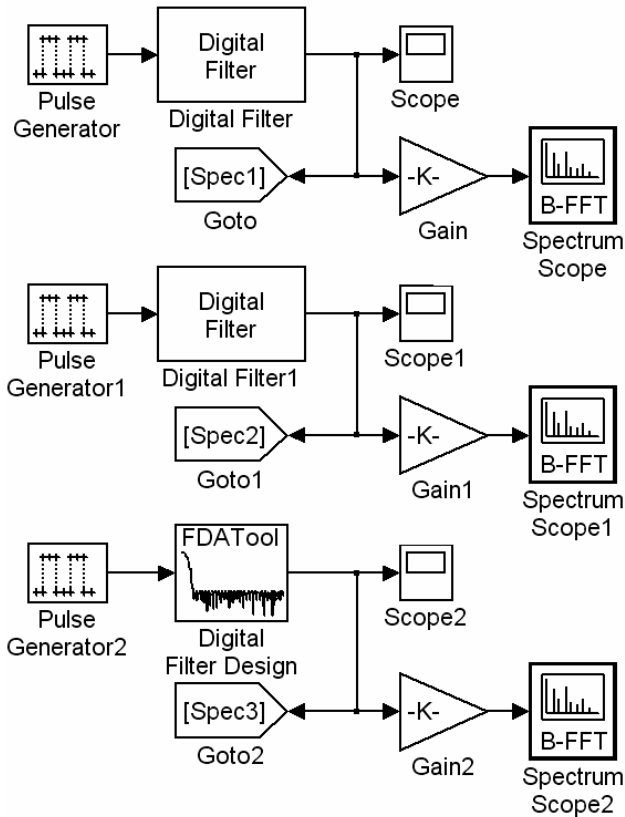 Digital
Filter
Pulse
Generator
Digital Filter
Scope
[Spec1]
Goto
-K-
Gain
B-FFT
Spectrum
Scope
Digital
Filter
Pulse
Generator1
Digital Filter1
Scope1
[Spec2]
Goto1
-K-
Gain1
B-FFT
Spectrum
Scope1
FDATool
Pulse
Generator2
Digital
Filter Design
Scope2
[Spec3]
Goto2
-K-
Gain2
B-FFT
Spectrum
Scope2